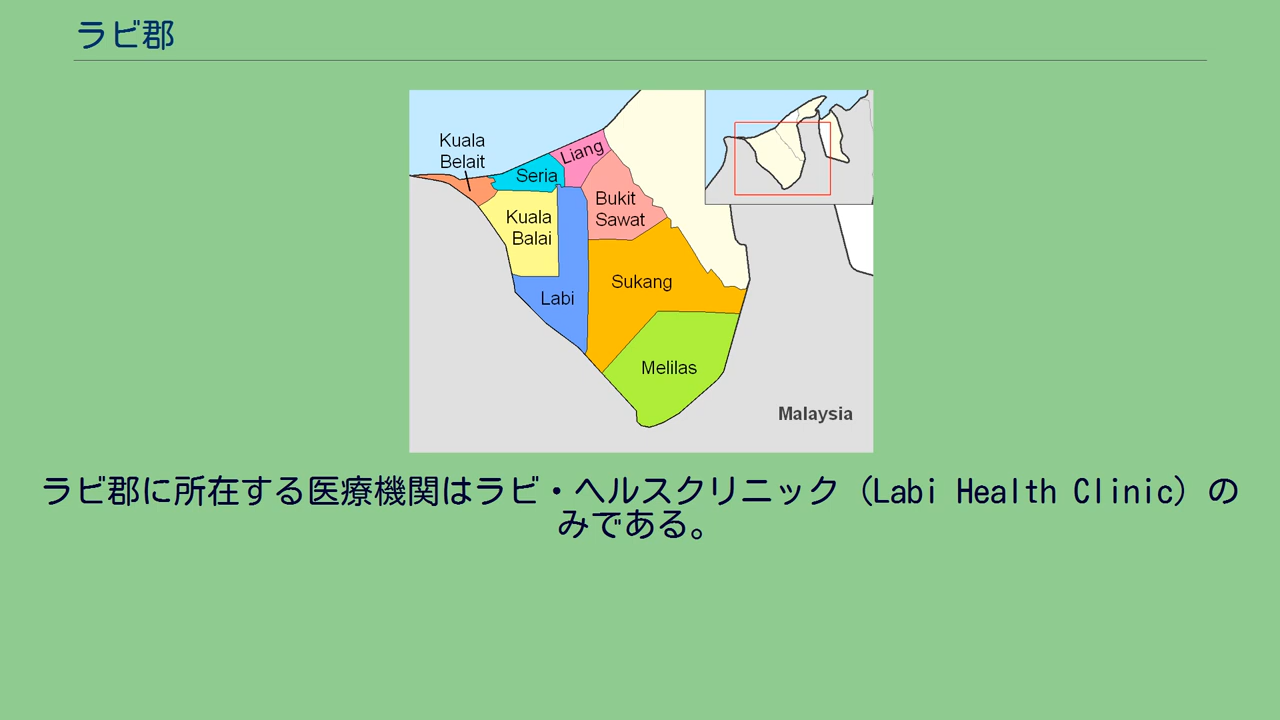 ラビ郡
Kuala
Belait
Liang
Seria
Bukit
Sawat
Kuala
Balai
Sukang
Labi
Melilas
Malaysia
ラビ郡に所在する医療機関はラビ・ヘルスクリニック（Labi Health Clinic）の
みである。